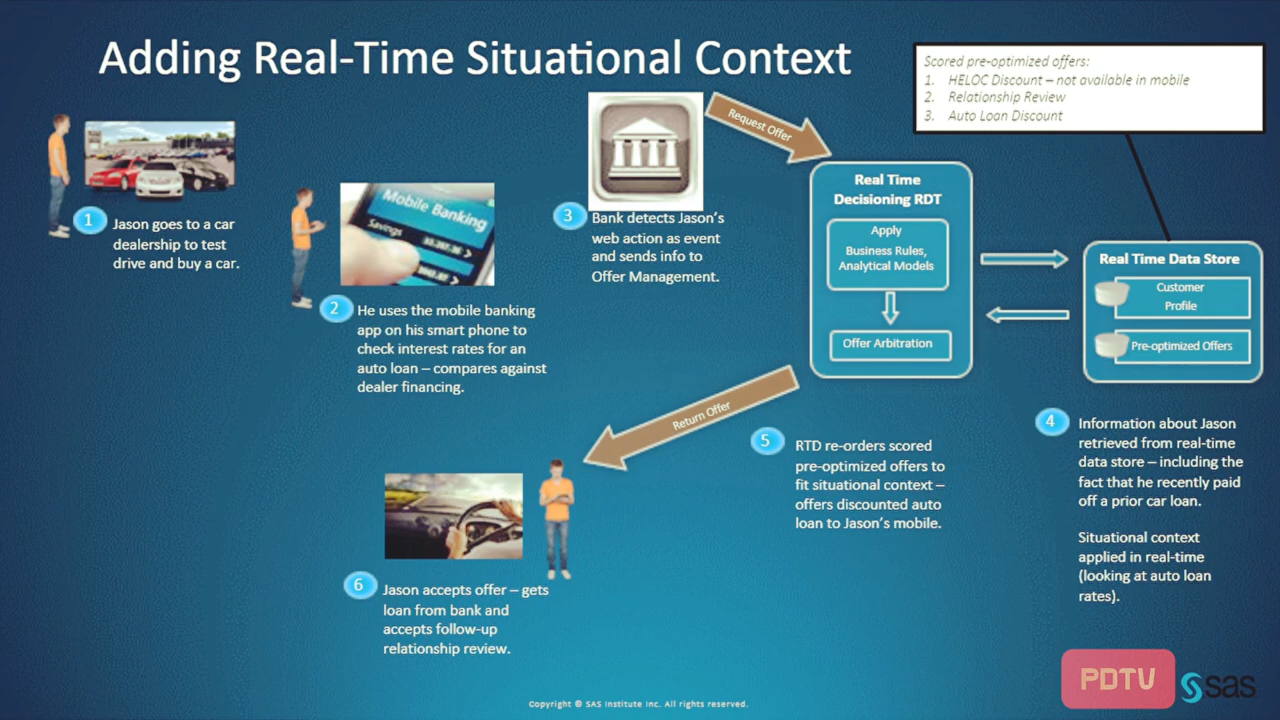 Adding Real-Time Situational Context
Scored pre-optimized offers:
1. HELOC Discount – not available in mobile
2. Relationship Review
3. Auto Loan Discount
1
Jason goes to a car
dealership to test
drive and buy a car.
Mobile Banking
Savings
2
He uses the mobile banking
app on his smart phone to
check interest rates for an
auto loan – compares against
dealer financing.
3
Bank detects Jason's
web action as event
and sends info to
Offer Management.
Request Offer
Real Time
Decisioning RDT
Apply
Business Rules,
Analytical Models
Offer Arbitration
Real Time Data Store
Customer
Profile
Pre-optimized Offers
4
Information about Jason
retrieved from real-time
data store – including the
fact that he recently paid
off a prior car loan.
Situational context
applied in real-time
(looking at auto loan
rates).
Return Offer
5
RTD re-orders scored
pre-optimized offers to
fit situational context –
offers discounted auto
loan to Jason's mobile.
6
Jason accepts offer – gets
loan from bank and
accepts follow-up
relationship review.
PDTV
sas
Copyright © SAS Institute Inc. All rights reserved.